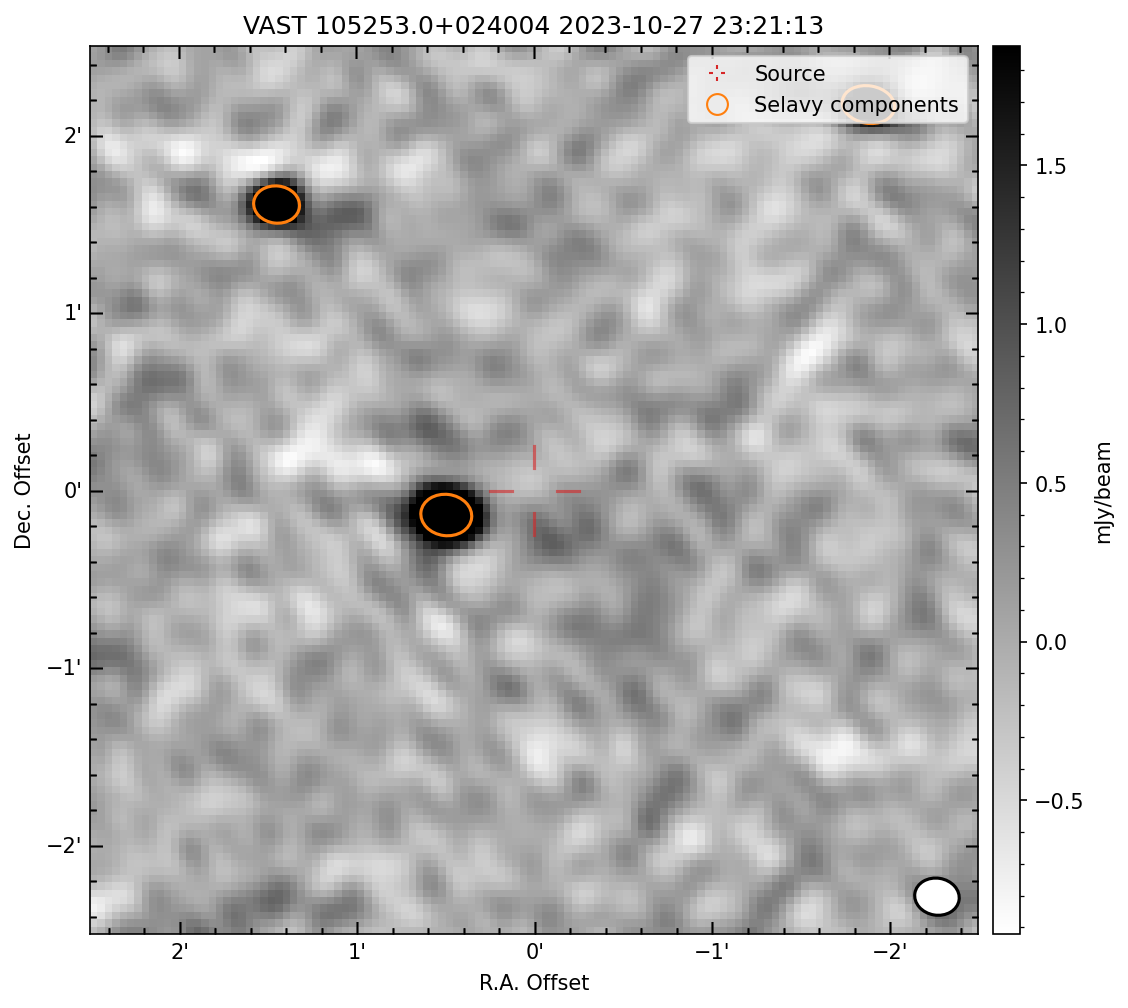 VAST 105253.0+024004 2023-10-27 23:21:13
Source
Selavy components
2'
1'
0'
−1'
−2'
Dec. Offset
2'
1'
0'
−1'
−2'
R.A. Offset
1.5
1.0
0.5
0.0
−0.5
mJy/beam